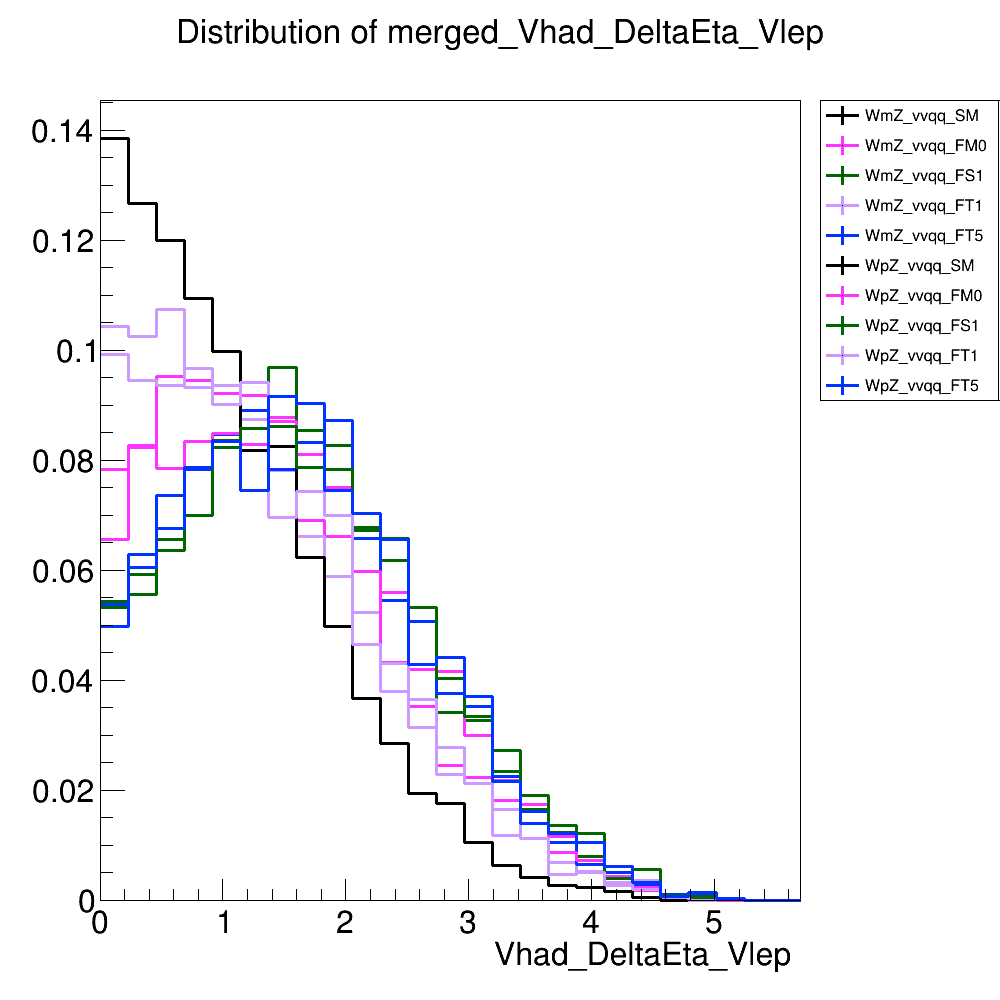 Distribution of merged_Vhad_DeltaEta_Vlep
0.14
0.12
0.1
0.08
0.06
0.04
0.02
0
0 1 2 3 4 5
Vhad_DeltaEta_Vlep
WmZ_vvqq_SM
WmZ_vvqq_FM0
WmZ_vvqq_FS1
WmZ_vvqq_FT1
WmZ_vvqq_FT5
WpZ_vvqq_SM
WpZ_vvqq_FM0
WpZ_vvqq_FS1
WpZ_vvqq_FT1
WpZ_vvqq_FT5